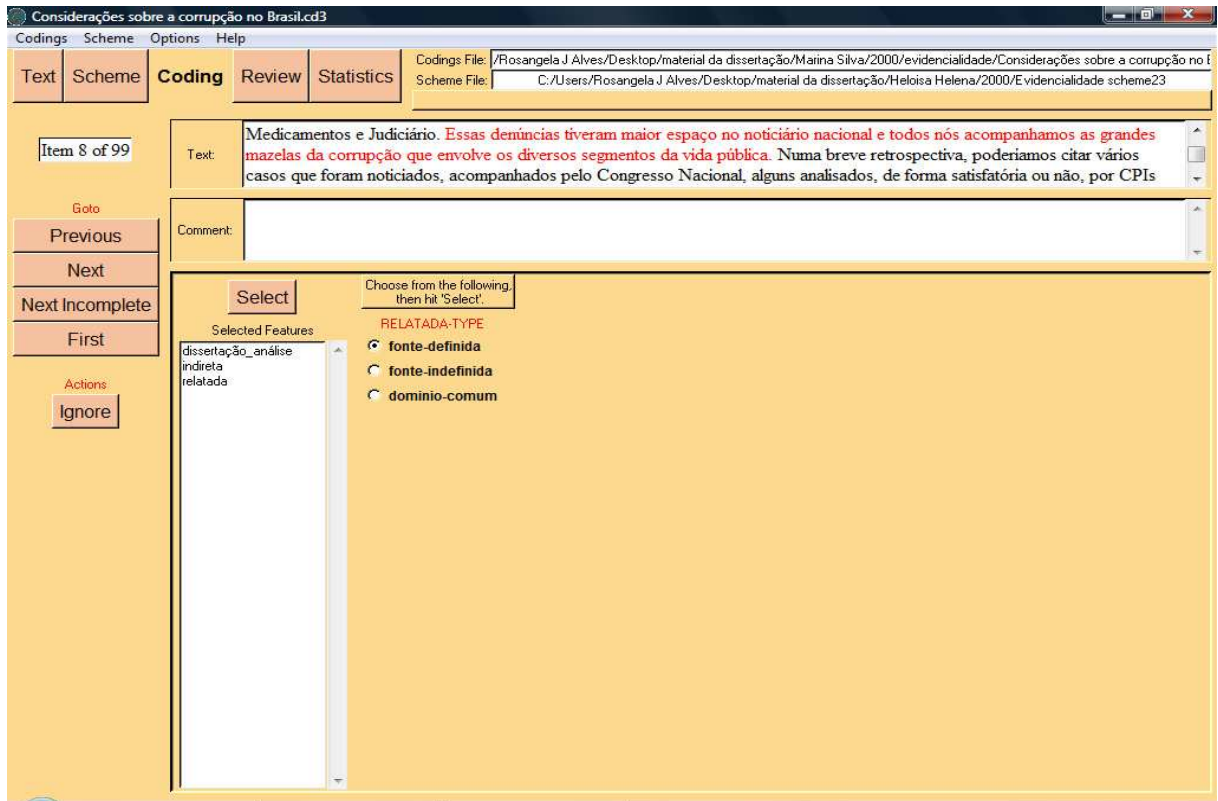 Considerações sobre a corrupção no Brasil.cd3
Codings Scheme Options Help
Text Scheme Coding Review Statistics
Codings File: /Rosangela J Alves/Desktop/material da dissertação/Marina Silva/2000/evidencialidade/Considerações sobre a corrupção no
Scheme File: C:/Users/Rosangela J Alves/Desktop/material da dissertação/Heloisa Helena/2000/Evidencialidade scheme23
Item 8 of 99
Text:
Medicamentos e Judiciário. Essas denúncias tiveram maior espaço no noticiário nacional e todos nós acompanhamos as grandes
mazelas da corrupção que envolve os diversos segmentos da vida pública. Numa breve retrospectiva, poderiamos citar vários
casos que foram noticiados, acompanhados pelo Congresso Nacional, alguns analisados, de forma satisfatória ou não, por CPIs
Goto
Previous
Next
Next Incomplete
First
Actions
Ignore
Comment:
Select
Selected Features
dissertação_análise
indireta
relatada
Choose from the following,
then hit 'Select'.
RELATADA-TYPE
fonte-definida
fonte-indefinida
dominio-comum